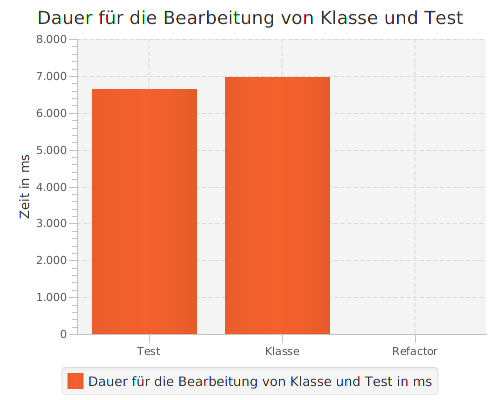 Dauer für die Bearbeitung von Klasse und Test
8.000
7.000
6.000
5.000
4.000
3.000
2.000
1.000
0
Zeit in ms
Test Klasse Refactor
Dauer für die Bearbeitung von Klasse und Test in ms